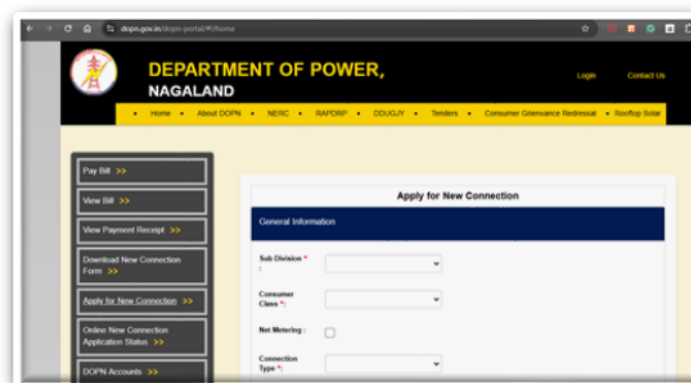 dopn.gov.in/dopn-portal/#/home
DEPARTMENT OF POWER,
NAGALAND
Login
Contact Us
Home
About DOPN
NERC
RAPDRP
DDUGJY
Tenders
Consumer Grienvance Redressal
Rooftop Solar
Pay Bill >>
View Bill >>
View Payment Receipt >>
Download New Connection
Form >>
Apply for New Connection >>
Online New Connection
Application Status >>
DOPN Accounts >>
Apply for New Connection
General Information
Sub Division *
:
Consumer
Class *:
Net Metering :
Connection
Type *: